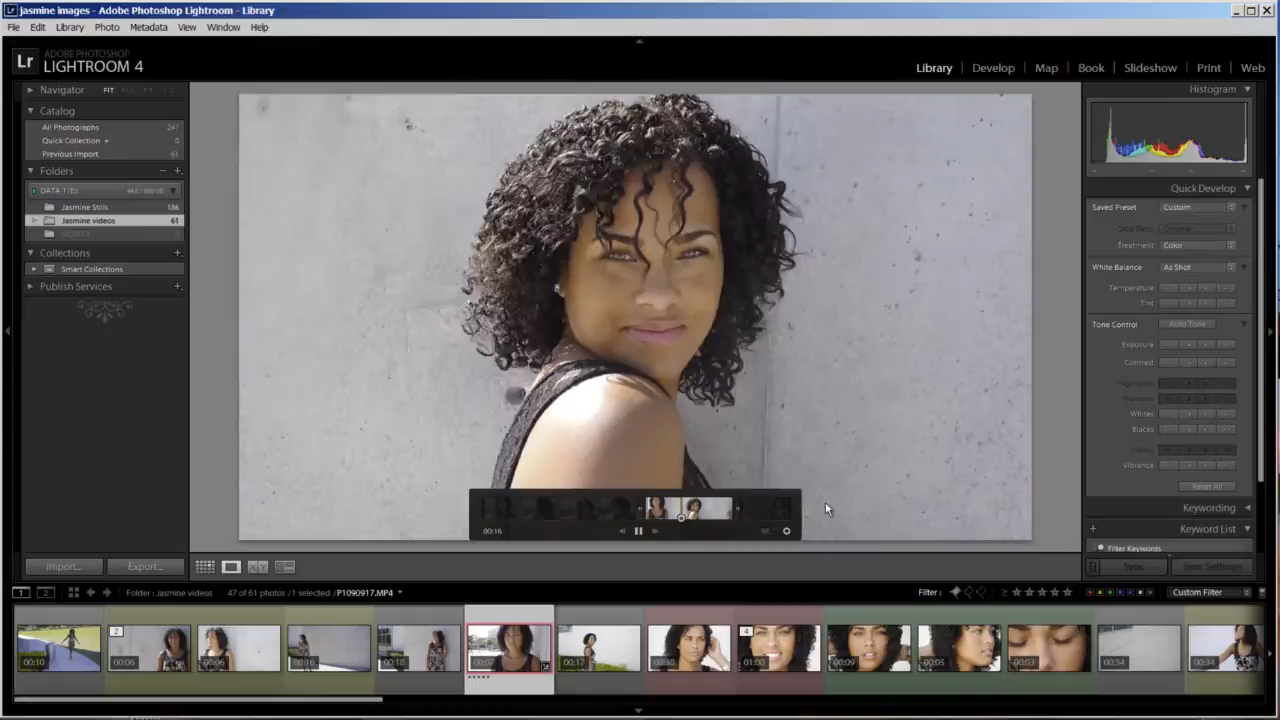 jasmine images - Adobe Photoshop Lightroom - Library
File Edit Library Photo Metadata View Window Help
Lr ADOBE PHOTOSHOP
LIGHTROOM 4
Library | Develop | Map | Book | Slideshow | Print | Web
Navigator FIT
Catalog
All Photographs 247
Quick Collection + 0
Previous Import 61
Folders
DATA 1 (E:)
Jasmine Stills 186
Jasmine videos 61
Collections
Smart Collections
Publish Services
Import... Export...
Histogram
Quick Develop
Saved Preset Custom
Treatment Color
White Balance As Shot
Temperature
Tint
Tone Control Auto Tone
Exposure
Contrast
Whites
Blacks
Vibrance
Reset All
Keywording
Keyword List
Filter Keywords
Sync Sync Settings
00:16
1 2 Folder : Jasmine videos 47 of 61 photos /1 selected /P1090917.MP4
Filter : Custom Filter
2 4
00:10 00:06 00:06 00:16 00:18 00:07 00:17 00:38 01:00 00:09 00:05 00:03 00:34 00:34